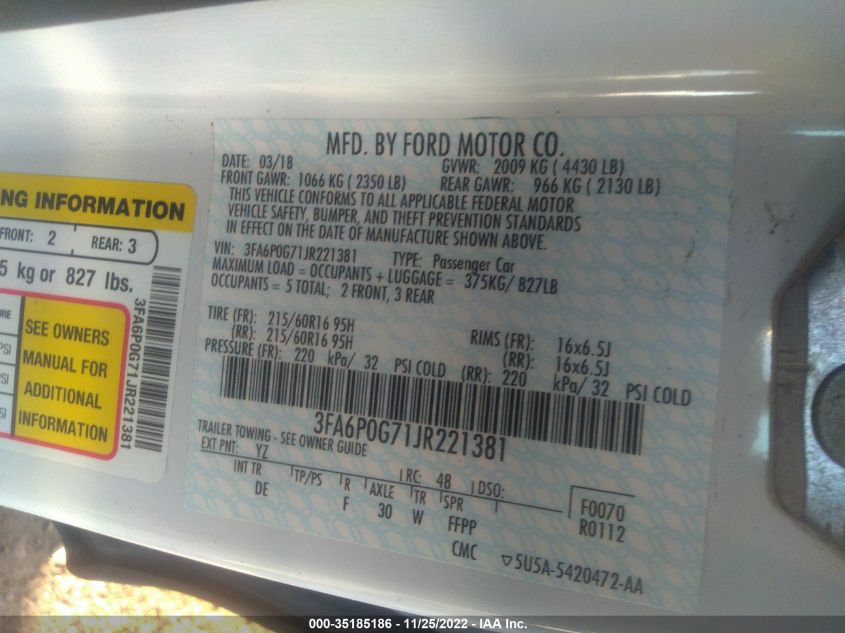 MFD. BY FORD MOTOR CO.
DATE: 03/18 GVWR: 2009 KG ( 4430 LB)
FRONT GAWR: 1066 KG ( 2350 LB) REAR GAWR: 966 KG ( 2130 LB)
THIS VEHICLE CONFORMS TO ALL APPLICABLE FEDERAL MOTOR
VEHICLE SAFETY, BUMPER, AND THEFT PREVENTION STANDARDS
IN EFFECT ON THE DATE OF MANUFACTURE SHOWN ABOVE.
VIN: 3FA6P0G71JR221381 TYPE: Passenger Car
MAXIMUM LOAD = OCCUPANTS + LUGGAGE = 375KG/ 827LB
OCCUPANTS = 5 TOTAL; 2 FRONT, 3 REAR
TIRE (FR): 215/60R16 95H RIMS (FR): 16x6.5J
(RR): 215/60R16 95H (RR): 16x6.5J
PRESSURE (FR): 220 kPa/ 32 PSI COLD (RR): 220 kPa/ 32 PSI COLD
3FA6P0G71JR221381
TRAILER TOWING - SEE OWNER GUIDE
EXT PNT: YZ RC: 48 DSO:
INT TR TP/PS R AXLE TR SPR F0070
DE F 30 W FFPP R0112
CMC ▽5U5A-5420472-AA
NG INFORMATION
FRONT: 2 REAR: 3
5 kg or 827 lbs.
SEE OWNERS
MANUAL FOR
ADDITIONAL
INFORMATION
URE
PSI
PSI
SI
3FA6P0G71JR221381
000-35185186 - 11/25/2022 - IAA Inc.